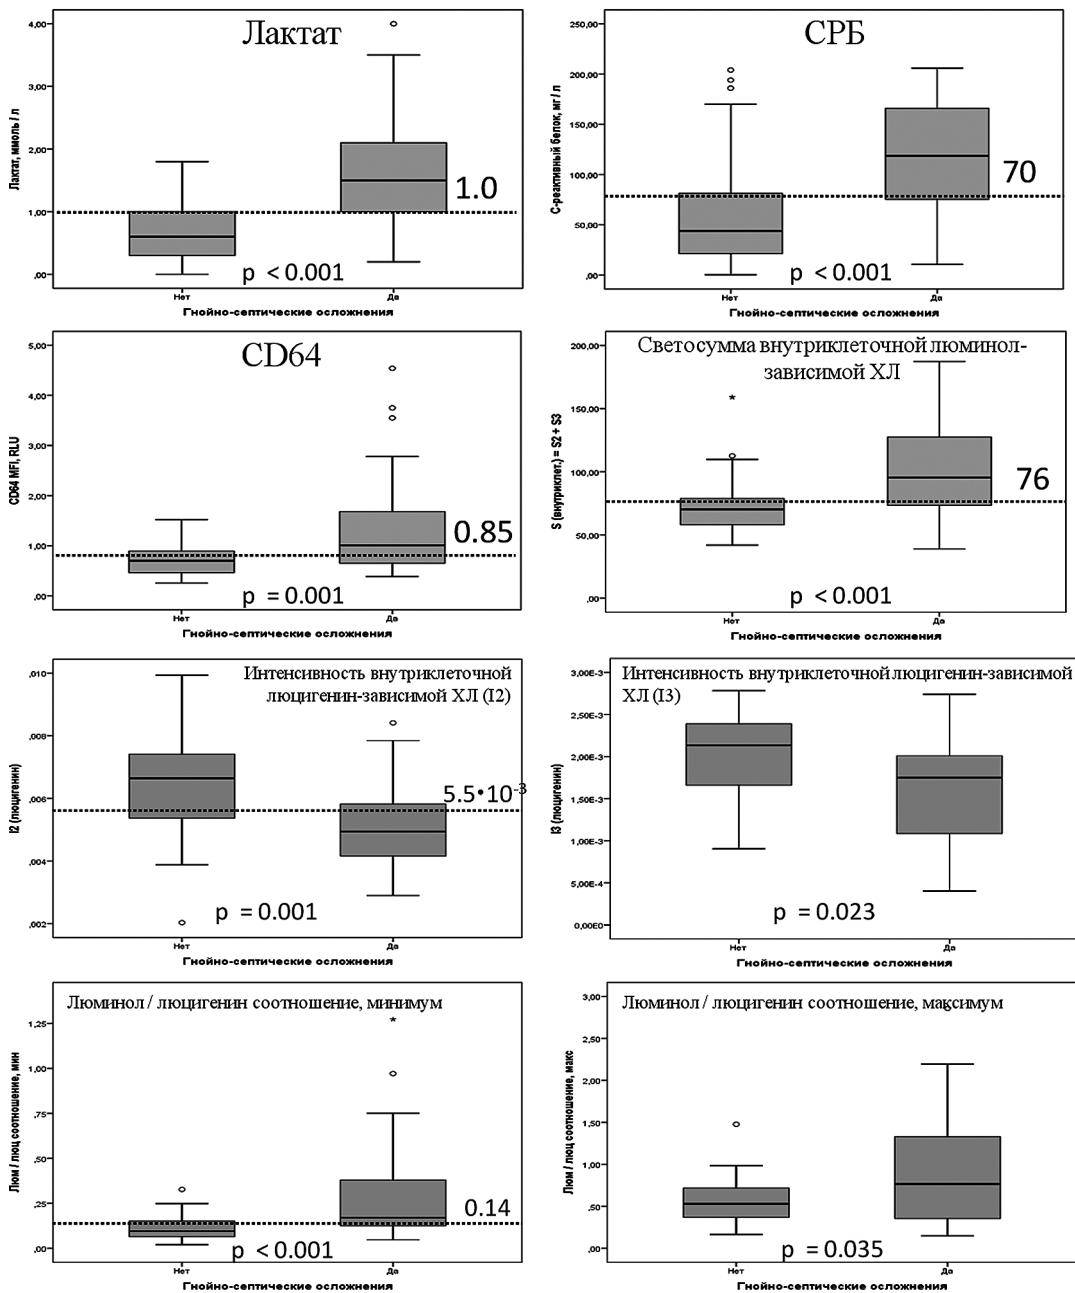 Лактат
Лактат, ммоль / л
4,00
3,00
2,00
1,00
,00
1.0
p < 0.001
Нет
Да
Гнойно-септические осложнения
СРБ
С-реактивный белок, мг / л
250,00
200,00
150,00
100,00
50,00
,00
70
p < 0.001
Нет
Да
Гнойно-септические осложнения
CD64
CD64 MFI, RLU
5,00
4,00
3,00
2,00
1,00
,00
0.85
p = 0.001
Нет
Да
Гнойно-септические осложнения
Светосумма внутриклеточной люминол-
зависимой ХЛ
S (внутриклет.) = S2 + S3
200,00
150,00
100,00
50,00
,00
76
p < 0.001
Нет
Да
Гнойно-септические осложнения
Интенсивность внутриклеточной
люцигенин-зависимой ХЛ (I2)
I2 (люцигенин)
,010
,008
,006
,004
,002
5.5•10⁻³
p = 0.001
Нет
Да
Гнойно-септические осложнения
Интенсивность внутриклеточной люцигенин-зависимой
ХЛ (I3)
I3 (люцигенин)
3,00E-3
2,50E-3
2,00E-3
1,50E-3
1,00E-3
5,00E-4
0,00E0
p = 0.023
Нет
Да
Гнойно-септические осложнения
Люминол / люцигенин соотношение, минимум
Люм / люц соотношение, мин
1,25
1,00
,75
,50
,25
,00
0.14
p < 0.001
Нет
Да
Гнойно-септические осложнения
Люминол / люцигенин соотношение, максимум
Люм / люц соотношение, макс
3,00
2,50
2,00
1,50
1,00
,50
,00
p = 0.035
Нет
Да
Гнойно-септические осложнения